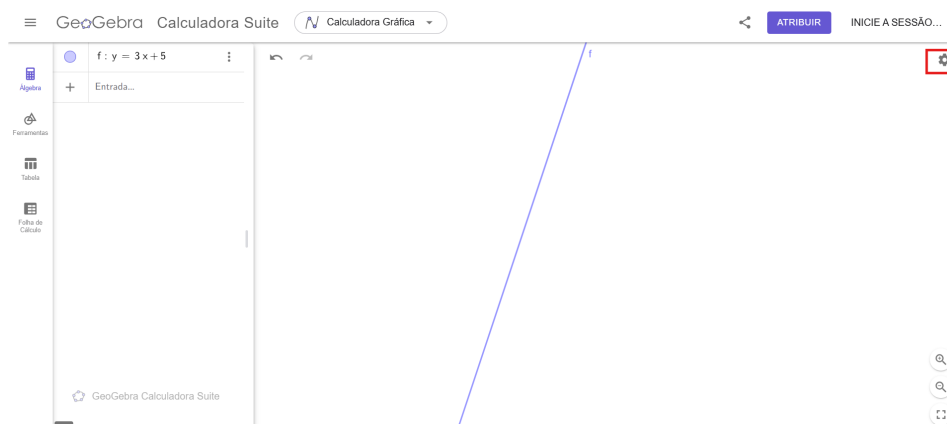 GeoGebra Calculadora Suite
Calculadora Gráfica
ATRIBUIR
INICIE A SESSÃO...
f : y = 3 x + 5
Entrada...
Álgebra
Ferramentas
Tabela
Folha de
Cálculo
f
GeoGebra Calculadora Suite